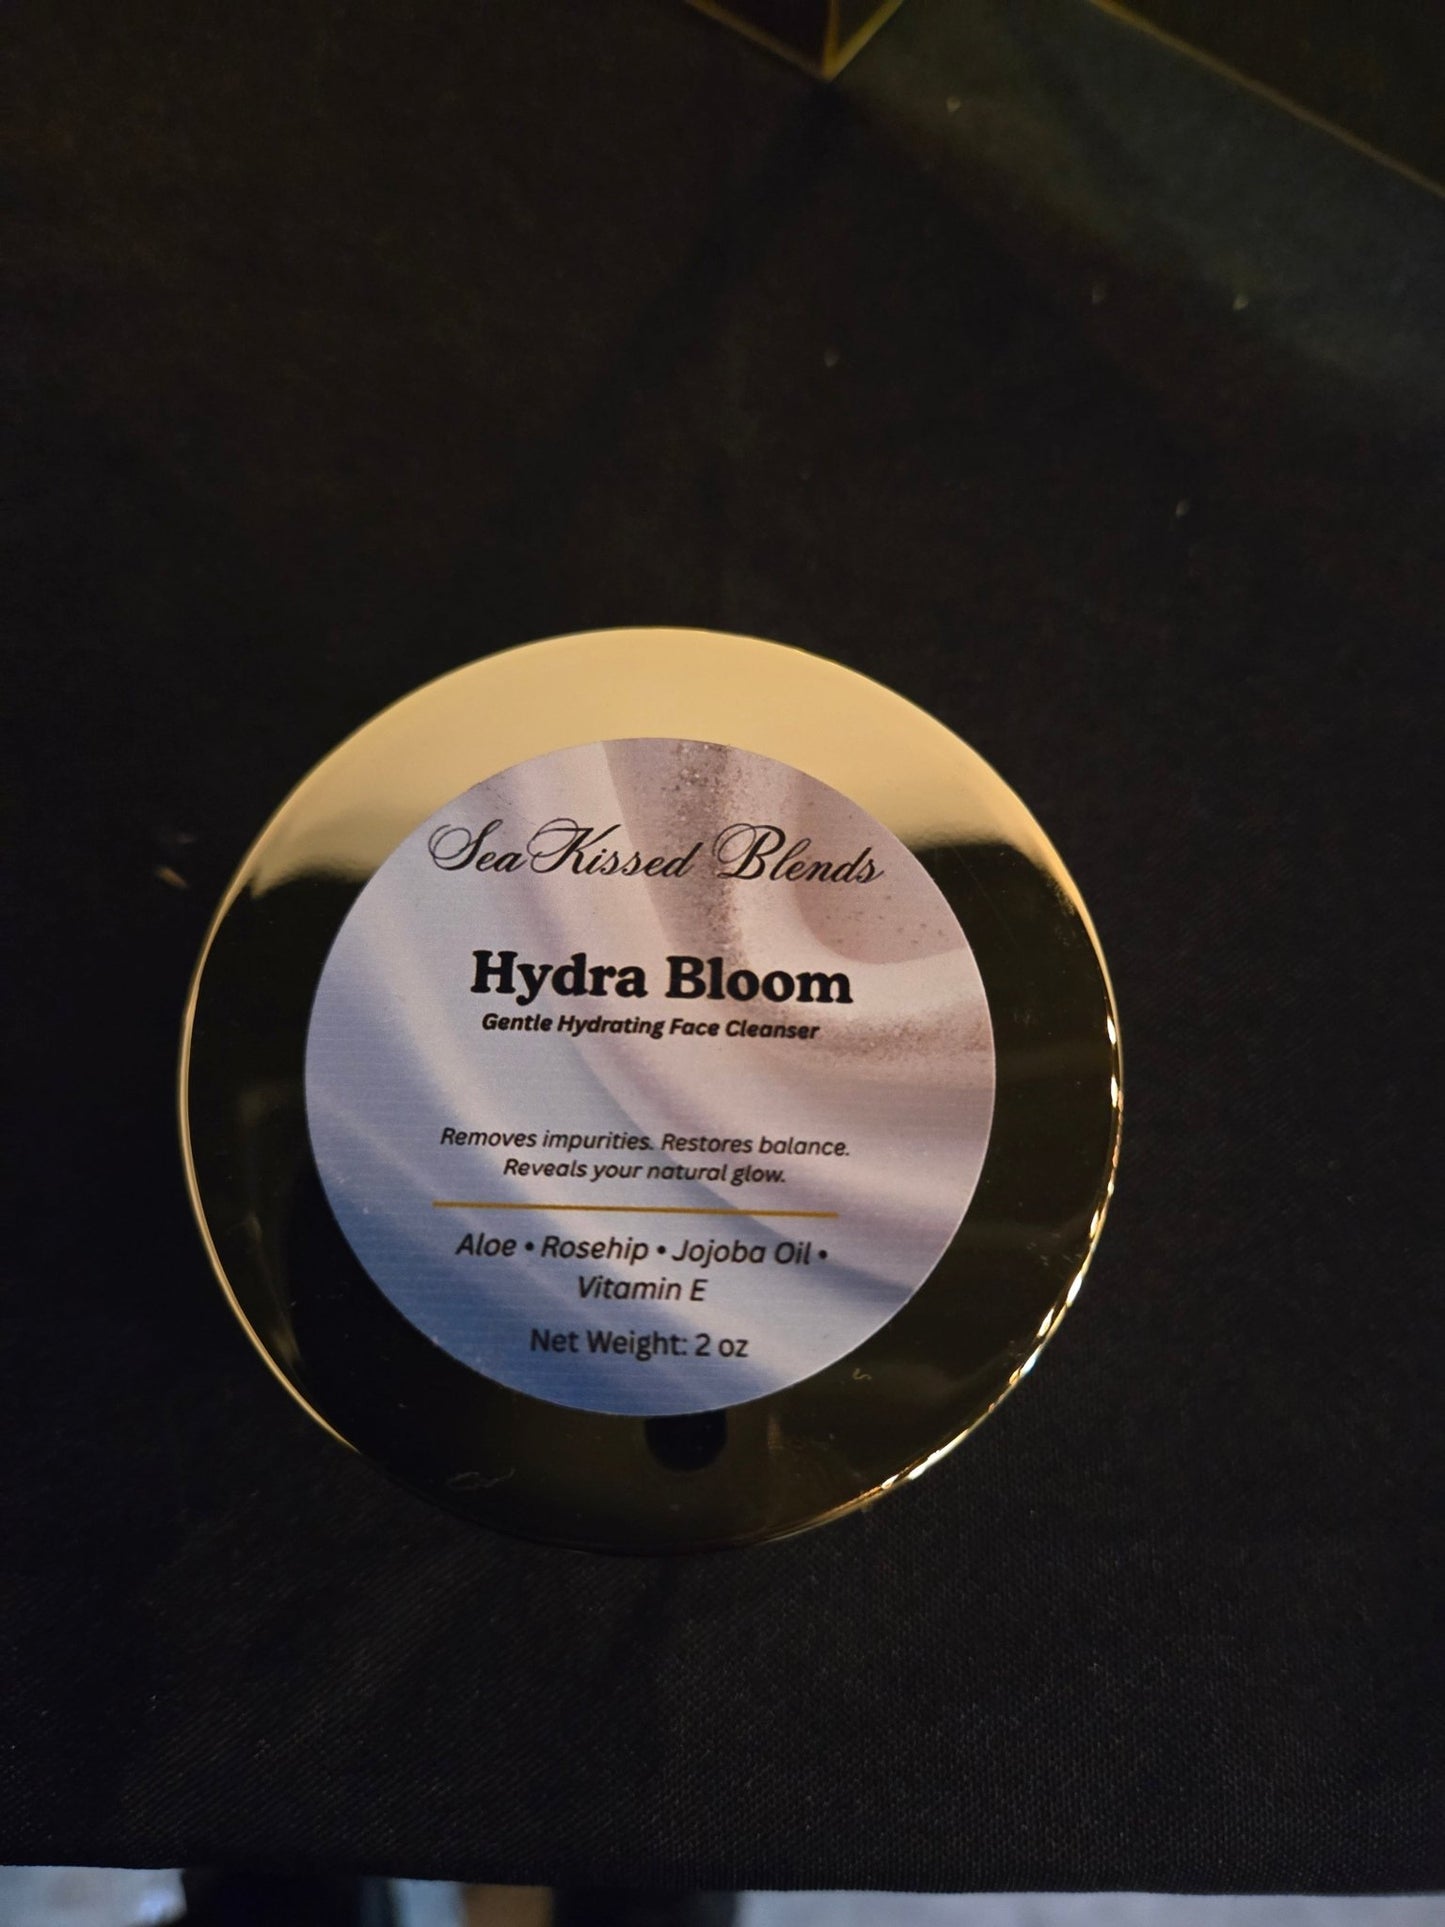 SeaKissed Blends
Hydra Bloom
Gentle Hydrating Face Cleanser
Removes impurities. Restores balance.
Reveals your natural glow.
Aloe • Rosehip • Jojoba Oil •
Vitamin E
Net Weight: 2 oz